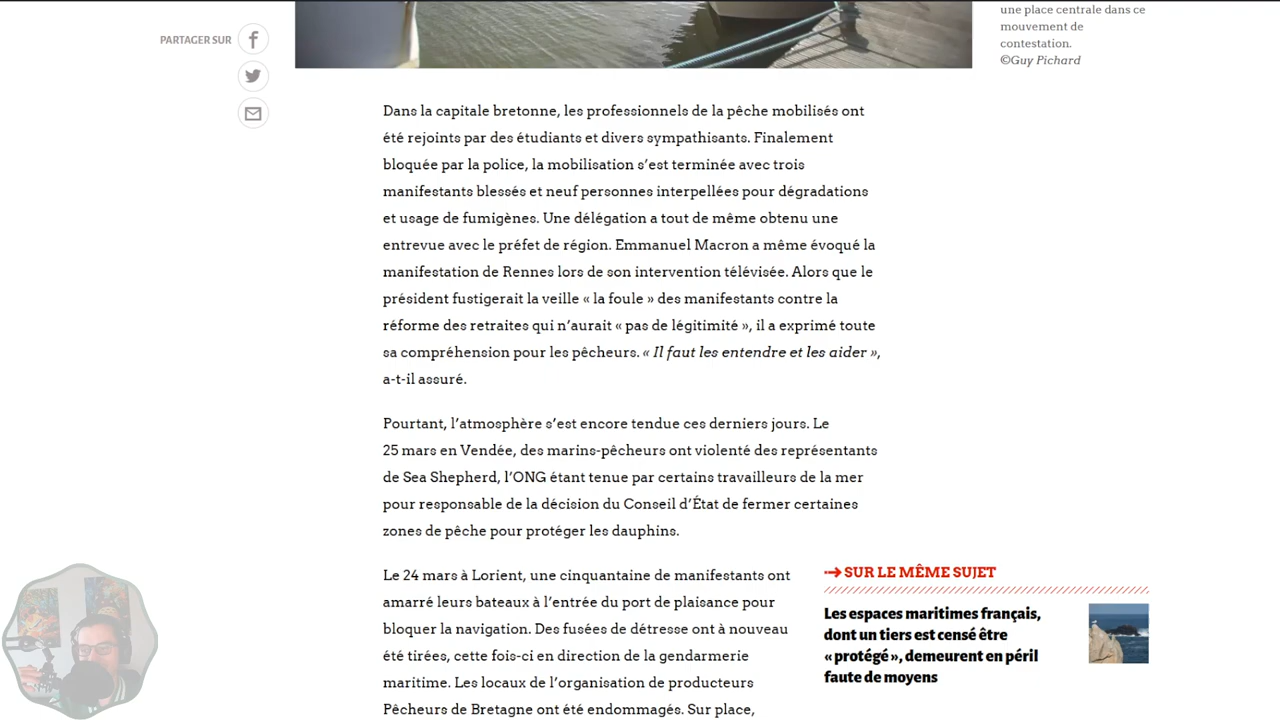 une place centrale dans ce
mouvement de
contestation.
©Guy Pichard
PARTAGER SUR
Dans la capitale bretonne, les professionnels de la pêche mobilisés ont
été rejoints par des étudiants et divers sympathisants. Finalement
bloquée par la police, la mobilisation s’est terminée avec trois
manifestants blessés et neuf personnes interpellées pour dégradations
et usage de fumigènes. Une délégation a tout de même obtenu une
entrevue avec le préfet de région. Emmanuel Macron a même évoqué la
manifestation de Rennes lors de son intervention télévisée. Alors que le
président fustigerait la veille « la foule » des manifestants contre la
réforme des retraites qui n’aurait « pas de légitimité », il a exprimé toute
sa compréhension pour les pêcheurs. « Il faut les entendre et les aider »,
a-t-il assuré.
Pourtant, l’atmosphère s’est encore tendue ces derniers jours. Le
25 mars en Vendée, des marins-pêcheurs ont violenté des représentants
de Sea Shepherd, l’ONG étant tenue par certains travailleurs de la mer
pour responsable de la décision du Conseil d’État de fermer certaines
zones de pêche pour protéger les dauphins.
Le 24 mars à Lorient, une cinquantaine de manifestants ont
amarré leurs bateaux à l’entrée du port de plaisance pour
bloquer la navigation. Des fusées de détresse ont à nouveau
été tirées, cette fois-ci en direction de la gendarmerie
maritime. Les locaux de l’organisation de producteurs
Pêcheurs de Bretagne ont été endommagés. Sur place,
SUR LE MÊME SUJET
Les espaces maritimes français,
dont un tiers est censé être
« protégé », demeurent en péril
faute de moyens